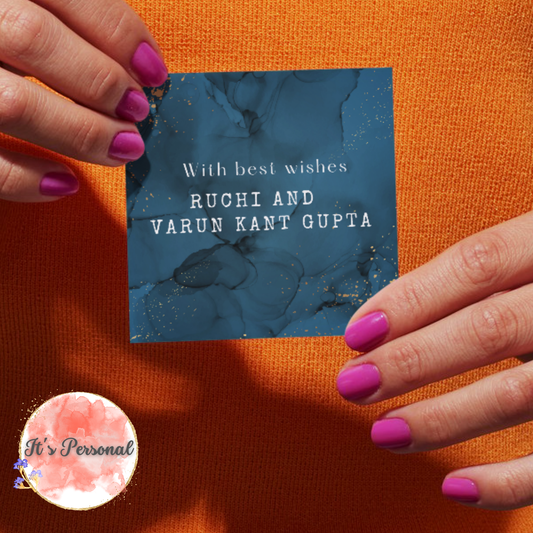 With best wishes
RUCHI AND
VARUN KANT GUPTA
It's Personal